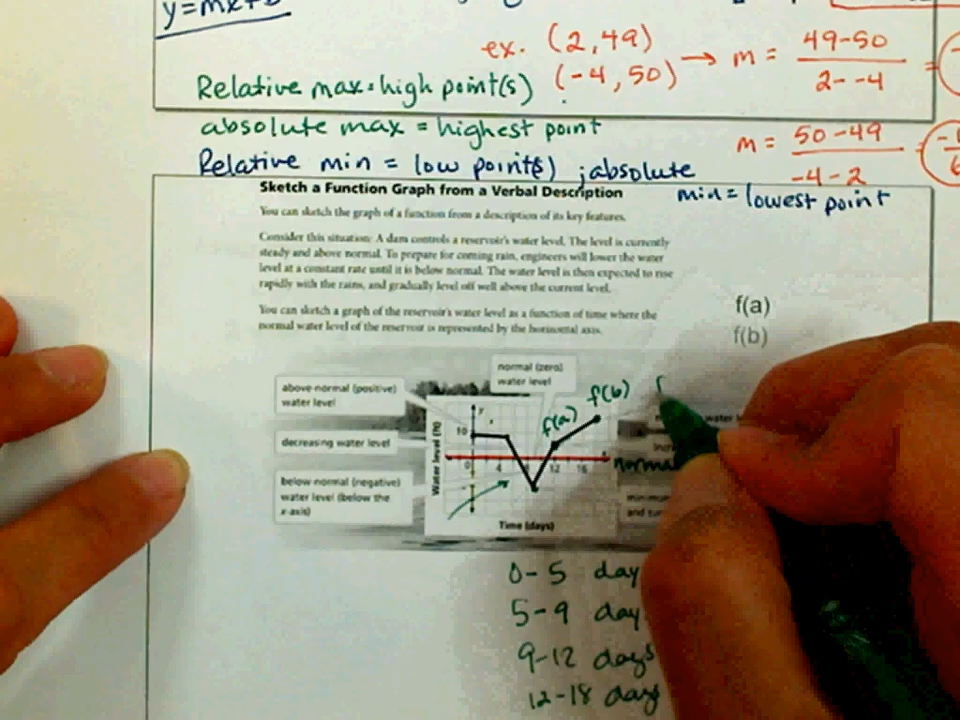 ex. (2,49)
(-4,50) → m = 49-50
2--4
=
Relative max = high point(s)
absolute max = highest point
m = 50-49
-4-2
=
Relative min = low point(s) ; absolute
min = lowest point
Sketch a Function Graph from a Verbal Description
You can sketch the graph of a function from a description of its key features.
Consider this situation: A dam controls a reservoir's water level. The level is currently
steady and above normal. To prepare for coming rain, engineers will lower the water
level at a constant rate until it is below normal. The water level is then expected to rise
rapidly with the rains, and gradually level off well above the current level.
You can sketch a graph of the reservoir's water level as a function of time where the
normal water level of the reservoir is represented by the horizontal axis.
f(a)
f(b)
normal (zero)
water level
above normal (positive)
water level
decreasing water level
below normal (negative)
water level (below the
x-axis)
Water level (ft)
y
10
0
4
12
16
x
f(a)
f(b)
normal
Time (days)
water
and
0-5 day
5-9 day
9-12 days
12-18 days